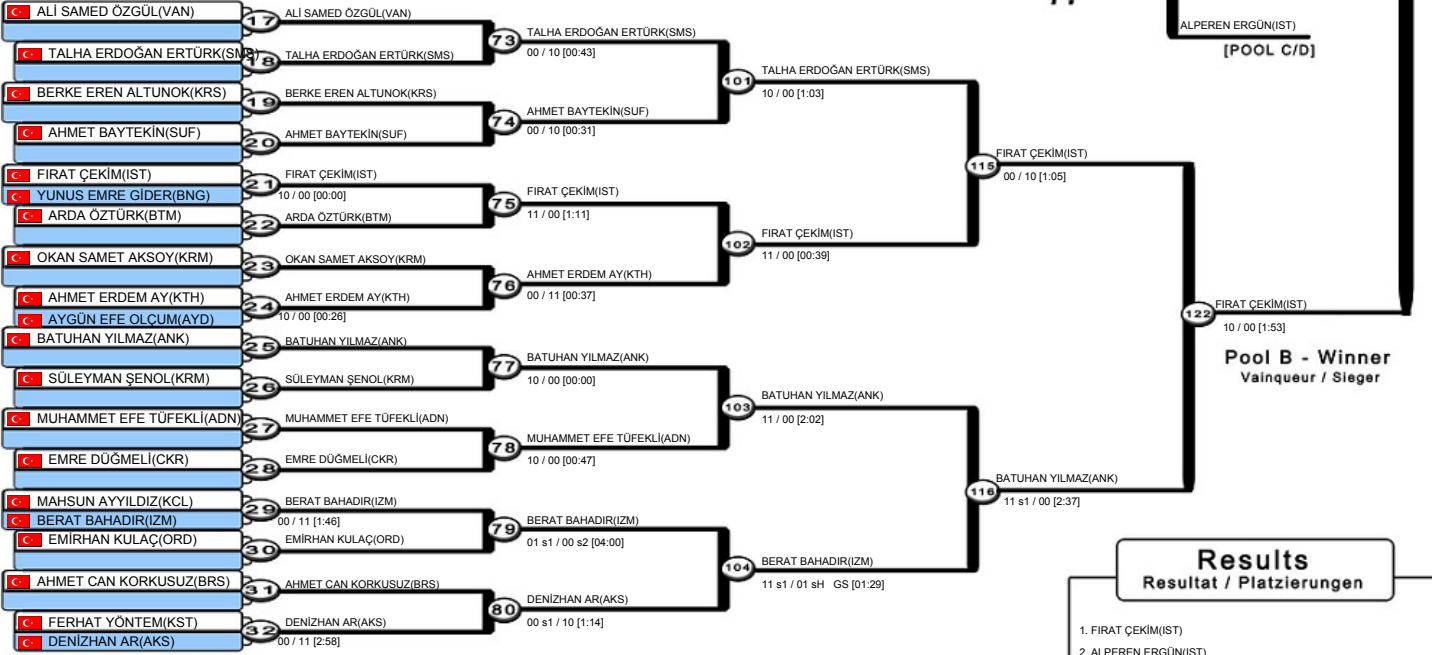 ALİ SAMED ÖZGÜL(VAN)
TALHA ERDOĞAN ERTÜRK(SMS)
BERKE EREN ALTUNOK(KRS)
AHMET BAYTEKİN(SUF)
FIRAT ÇEKİM(IST)
YUNUS EMRE GİDER(BNG)
ARDA ÖZTÜRK(BTM)
OKAN SAMET AKSOY(KRM)
AHMET ERDEM AY(KTH)
AYGÜN EFE OLÇUM(AYD)
BATUHAN YILMAZ(ANK)
SÜLEYMAN ŞENOL(KRM)
MUHAMMET EFE TÜFEKLİ(ADN)
EMRE DÜĞMELİ(CKR)
MAHSUN AYYILDIZ(KCL)
BERAT BAHADIR(IZM)
EMİRHAN KULAÇ(ORD)
AHMET CAN KORKUSUZ(BRS)
FERHAT YÖNTEM(KST)
DENİZHAN AR(AKS)
17
ALİ SAMED ÖZGÜL(VAN)
18
TALHA ERDOĞAN ERTÜRK(SMS)
19
BERKE EREN ALTUNOK(KRS)
20
AHMET BAYTEKİN(SUF)
21
FIRAT ÇEKİM(IST)
10 / 00 [00:00]
22
ARDA ÖZTÜRK(BTM)
23
OKAN SAMET AKSOY(KRM)
24
AHMET ERDEM AY(KTH)
10 / 00 [00:26]
25
BATUHAN YILMAZ(ANK)
26
SÜLEYMAN ŞENOL(KRM)
27
MUHAMMET EFE TÜFEKLİ(ADN)
28
EMRE DÜĞMELİ(CKR)
29
BERAT BAHADIR(IZM)
00 / 11 [1:46]
30
EMİRHAN KULAÇ(ORD)
31
AHMET CAN KORKUSUZ(BRS)
32
DENİZHAN AR(AKS)
00 / 11 [2:58]
73
TALHA ERDOĞAN ERTÜRK(SMS)
00 / 10 [00:43]
74
AHMET BAYTEKİN(SUF)
00 / 10 [00:31]
75
FIRAT ÇEKİM(IST)
11 / 00 [1:11]
76
AHMET ERDEM AY(KTH)
00 / 11 [00:37]
77
BATUHAN YILMAZ(ANK)
10 / 00 [00:00]
78
MUHAMMET EFE TÜFEKLİ(ADN)
10 / 00 [00:47]
79
BERAT BAHADIR(IZM)
01 s1 / 00 s2 [04:00]
80
DENİZHAN AR(AKS)
00 s1 / 10 [1:14]
101
TALHA ERDOĞAN ERTÜRK(SMS)
10 / 00 [1:03]
102
FIRAT ÇEKİM(IST)
11 / 00 [00:39]
103
BATUHAN YILMAZ(ANK)
11 / 00 [2:02]
104
BERAT BAHADIR(IZM)
11 s1 / 01 sH GS [01:29]
115
FIRAT ÇEKİM(IST)
00 / 10 [1:05]
116
BATUHAN YILMAZ(ANK)
11 s1 / 00 [2:37]
122
FIRAT ÇEKİM(IST)
10 / 00 [1:53]
Pool B - Winner
Vainqueur / Sieger
ALPEREN ERGÜN(IST)
[POOL C/D]
Results
Resultat / Platzierungen
1. FIRAT ÇEKİM(IST)
2. ALPEREN ERGÜN(IST)